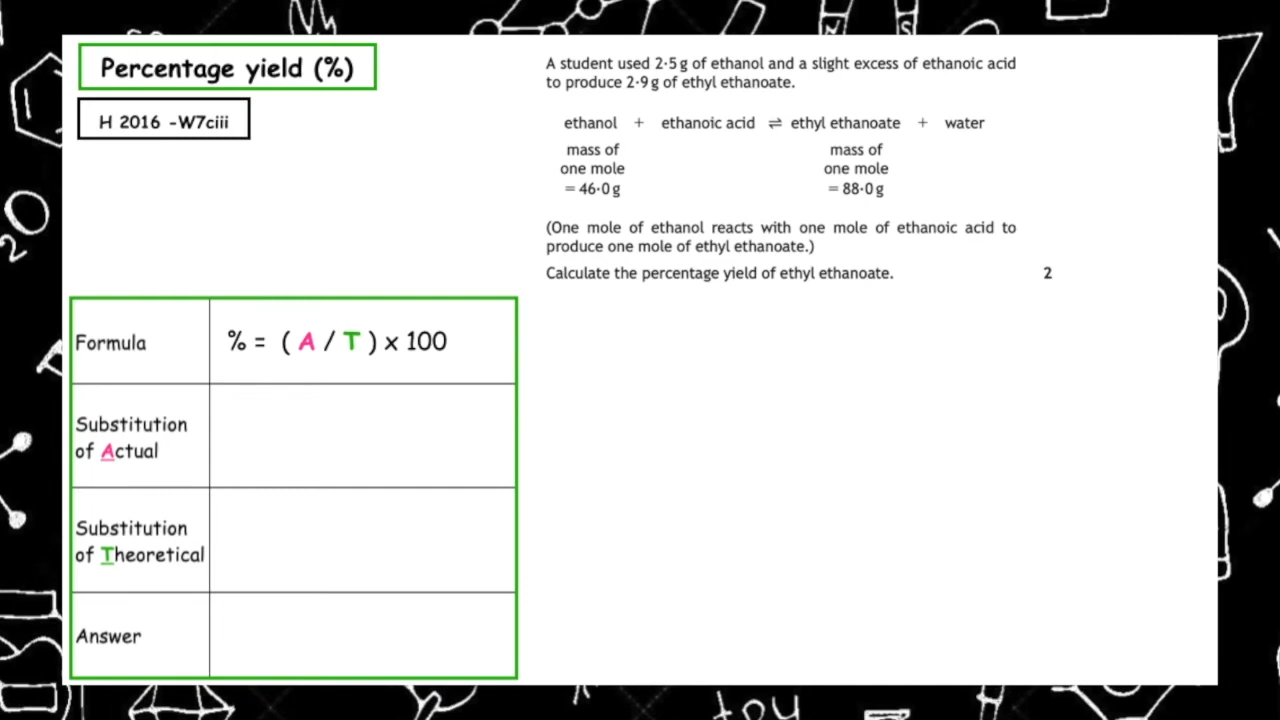 Percentage yield (%)
H 2016 -W7ciii
A student used 2·5 g of ethanol and a slight excess of ethanoic acid
to produce 2·9 g of ethyl ethanoate.
ethanol + ethanoic acid ⇌ ethyl ethanoate + water
mass of mass of
one mole one mole
= 46·0 g = 88·0 g
(One mole of ethanol reacts with one mole of ethanoic acid to
produce one mole of ethyl ethanoate.)
Calculate the percentage yield of ethyl ethanoate. 2
Formula % = ( A / T ) x 100
Substitution
of Actual
Substitution
of Theoretical
Answer